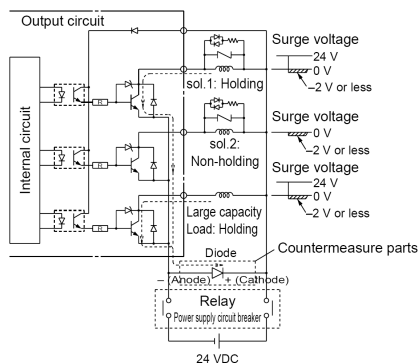 Output circuit
Internal circuit
Surge voltage
24 V
0 V
–2 V or less
sol.1: Holding
Surge voltage
0 V
–2 V or less
sol.2:
Non-holding
Surge voltage
24 V
0 V
–2 V or less
Large capacity
Load: Holding
Diode
Countermeasure parts
– (Anode)
+ (Cathode)
Relay
Power supply circuit breaker
24 VDC